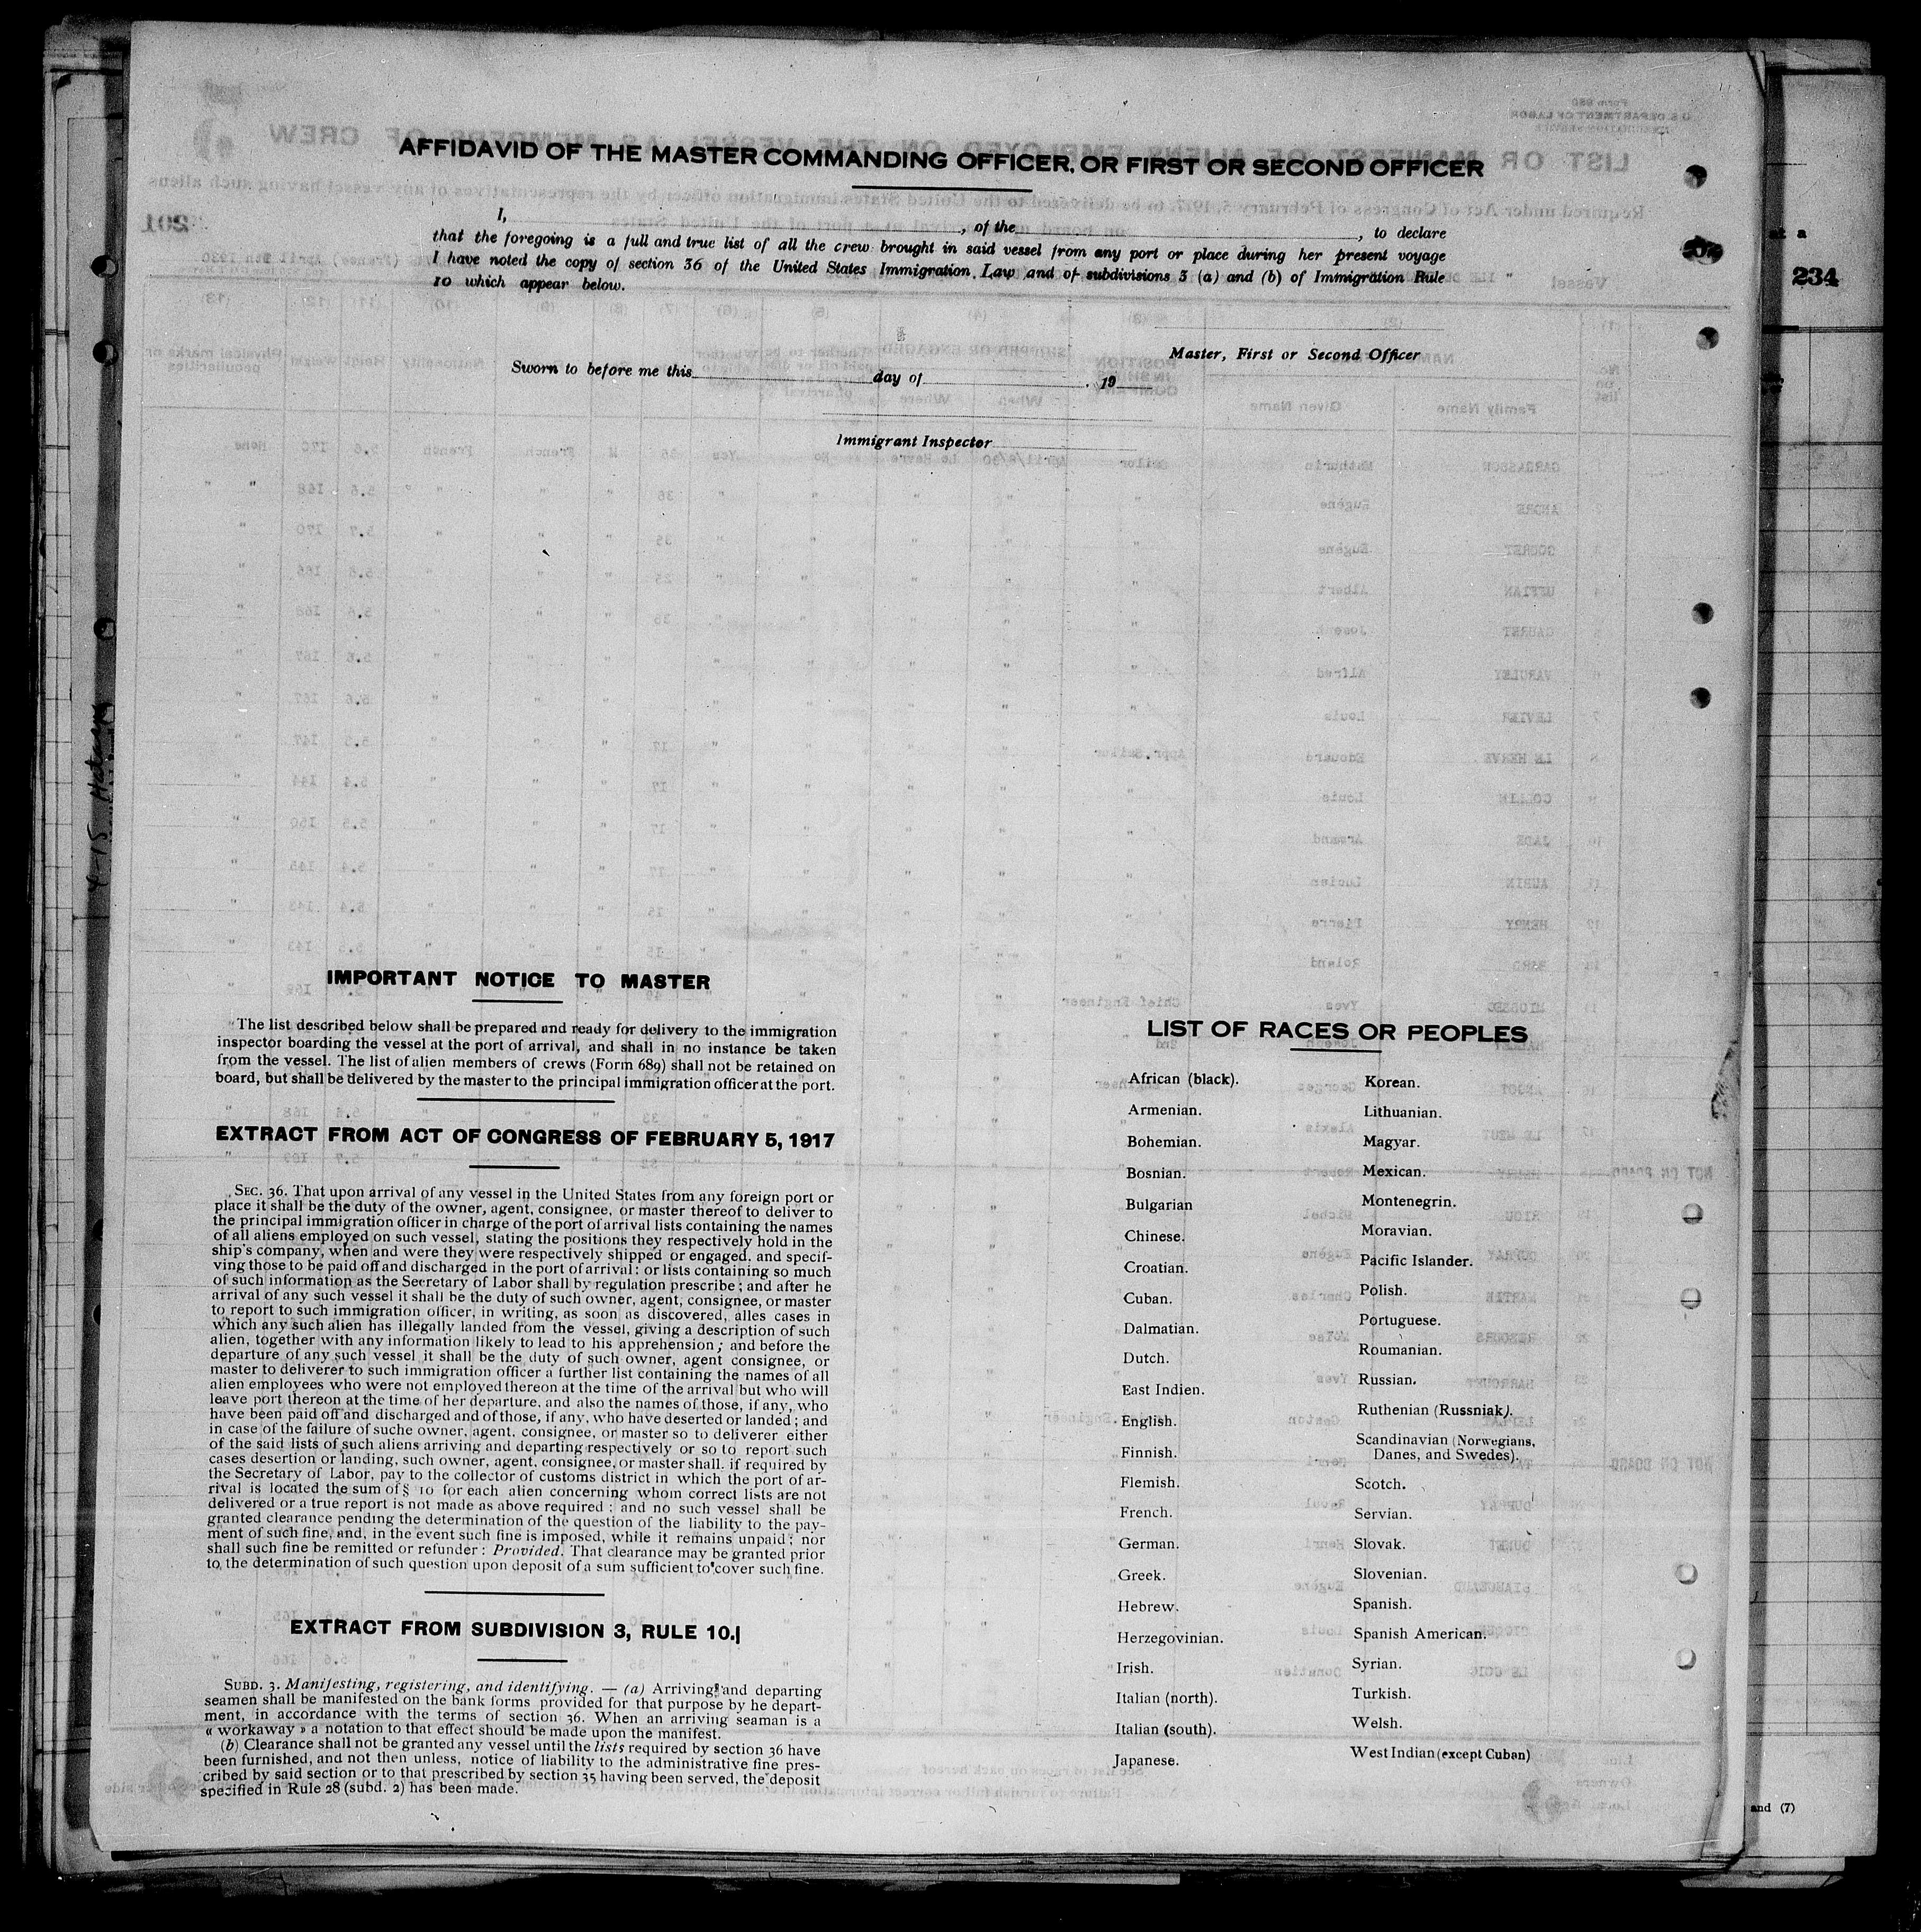 AFFIDAVID OF THE MASTER COMMANDING OFFICER. OR FIRST OR SECOND OFFICER
I, , of the , to declare
that the foregoing is a full and true list of all the crew brought in said vessel from any port or place during her present voyage
I have noted the copy of section 36 of the United States Immigration Law and of subdivisions 3 (a) and (b) of Immigration Rule
10 which appear below.
Master, First or Second Officer
Sworn to before me this day of . 19
Immigrant Inspector
234
IMPORTANT NOTICE TO MASTER
The list described below shall be prepared and ready for delivery to the immigration
inspector boarding the vessel at the port of arrival, and shall in no instance be taken
from the vessel. The list of alien members of crews (Form 689) shall not be retained on
board, but shall be delivered by the master to the principal immigration officer at the port.
EXTRACT FROM ACT OF CONGRESS OF FEBRUARY 5, 1917
SEC. 36. That upon arrival of any vessel in the United States from any foreign port or
place it shall be the duty of the owner, agent, consignee, or master thereof to deliver to
the principal immigration officer in charge of the port of arrival lists containing the names
of all aliens employed on such vessel, stating the positions they respectively hold in the
ship's company, when and were they were respectively shipped or engaged, and specif-
ving those to be paid off and discharged in the port of arrival : or lists containing so much
of such information as the Secretary of Labor shall by regulation prescribe ; and after he
arrival of any such vessel it shall be the duty of such owner, agent, consignee, or master
to report to such immigration officer, in writing, as soon as discovered, alles cases in
which any such alien has illegally landed from the vessel, giving a description of such
alien, together with any information likely to lead to his apprehension ; and before the
departure of any such vessel it shall be the duty of such owner, agent consignee, or
master to deliverer to such immigration officer a further list containing the names of all
alien employees who were not employed thereon at the time of the arrival but who will
leave port thereon at the time of her departure, and also the names of those, if any, who
have been paid off and discharged and of those, if any, who have deserted or landed ; and
in case of the failure of suche owner, agent, consignee, or master so to deliverer either
of the said lists of such aliens arriving and departing respectively or so to report such
cases desertion or landing, such owner, agent, consignee, or master shall. if required by
the Secretary of Labor, pay to the collector of customs district in which the port of ar-
rival is located the sum of § 10 for each alien concerning whom correct lists are not
delivered or a true report is not made as above required : and no such vessel shall be
granted clearance pending the determination of the question of the liability to the pay-
ment of such fine, and, in the event such fine is imposed, while it remains unpaid ; nor
shall such fine be remitted or refunder : Provided. That clearance may be granted prior
to, the determination of such question upon deposit of a sum sufficient to cover such fine.
EXTRACT FROM SUBDIVISION 3, RULE 10.
SUBD. 3. Manifesting, registering, and identifying. — (a) Arriving and departing
seamen shall be manifested on the bank forms provided for that purpose by he depart-
ment, in accordance with the terms of section 36. When an arriving seaman is a
« workaway » a notation to that effect should be made upon the manifest.
(b) Clearance shall not be granted any vessel until the lists required by section 36 have
been furnished, and not then unless, notice of liability to the administrative fine pres-
cribed by said section or to that prescribed by section 35 having been served, the deposit
specified in Rule 28 (subd. 2) has been made.
LIST OF RACES OR PEOPLES
African (black).
Armenian.
Bohemian.
Bosnian.
Bulgarian
Chinese.
Croatian.
Cuban.
Dalmatian.
Dutch.
East Indien.
English.
Finnish.
Flemish.
French.
German.
Greek.
Hebrew.
Herzegovinian.
Irish.
Italian (north).
Italian (south).
Japanese.
Korean.
Lithuanian.
Magyar.
Mexican.
Montenegrin.
Moravian.
Pacific Islander.
Polish.
Portuguese.
Roumanian.
Russian.
Ruthenian (Russniak).
Scandinavian (Norwegians,
Danes, and Swedes).
Scotch.
Servian.
Slovak.
Slovenian.
Spanish.
Spanish American.
Syrian.
Turkish.
Welsh.
West Indian (except Cuban)
and (7)